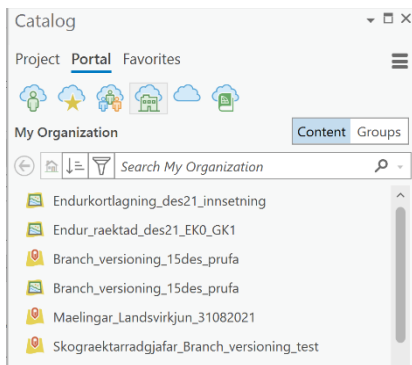 Catalog
Project Portal Favorites
My Organization Content Groups
Search My Organization
Endurkortlagning_des21_innsetning
Endur_raektad_des21_EK0_GK1
Branch_versioning_15des_prufa
Branch_versioning_15des_prufa
Maelingar_Landsvirkjun_31082021
Skograektarradgjafar_Branch_versioning_test